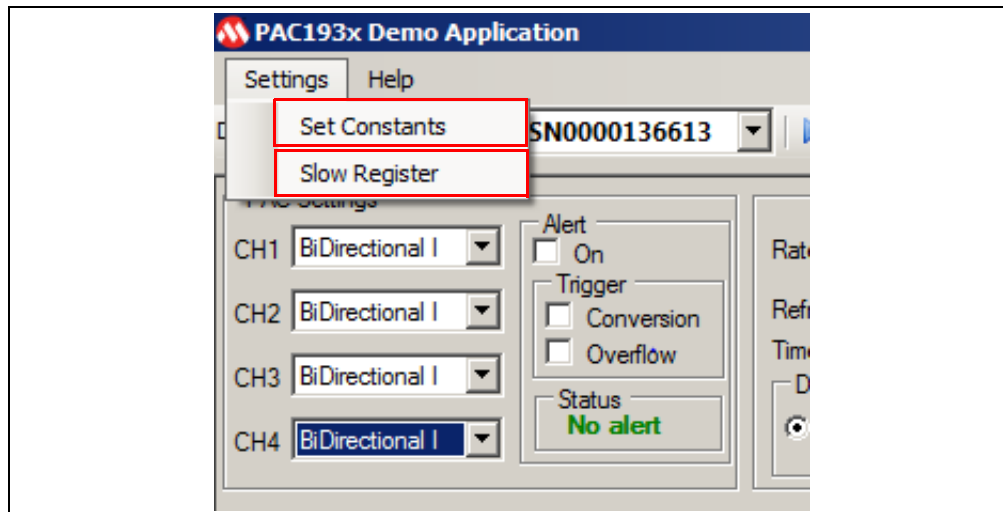 PAC193x Demo Application
Settings Help
Set Constants
SN0000136613
Slow Register
Alert
CH1 BiDirectional I
On
Trigger
CH2 BiDirectional I
Conversion
Overflow
CH3 BiDirectional I
Status
No alert
CH4 BiDirectional I